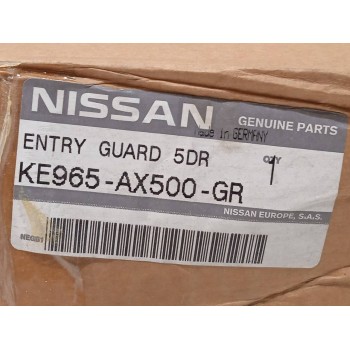 NISSAN GENUINE PARTS
Made in GERMANY
ENTRY GUARD 5DR QTY
KE965-AX500-GR 1
NISSAN EUROPE, S.A.S.